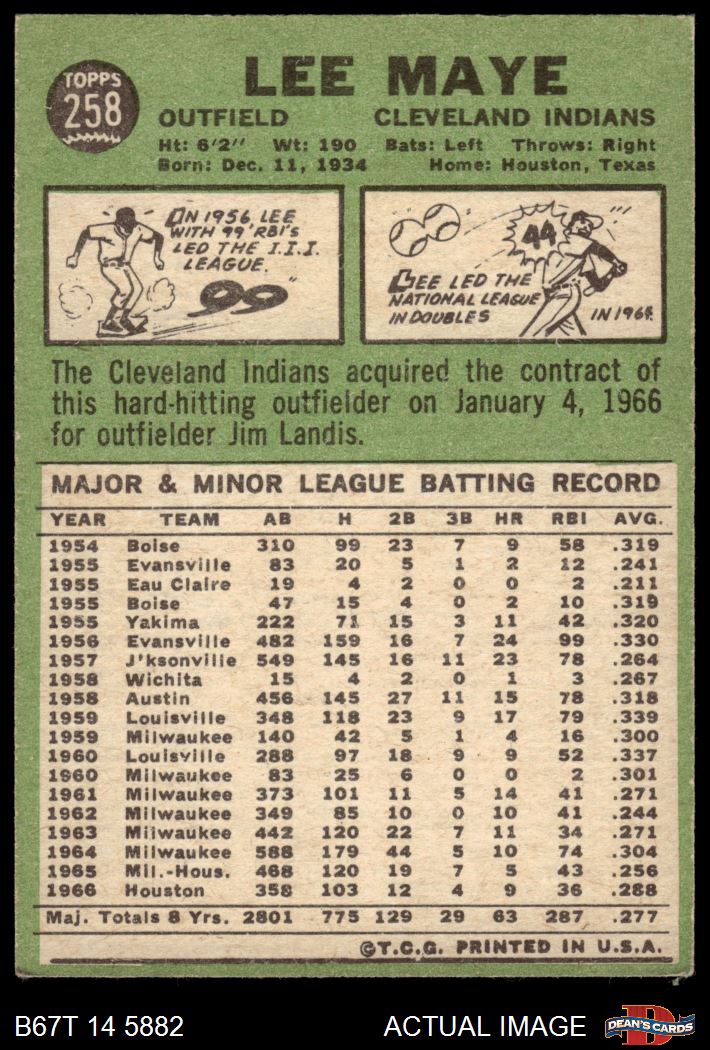 TOPPS
258
LEE MAYE
OUTFIELD CLEVELAND INDIANS
Ht: 6'2" Wt: 190 Bats: Left Throws: Right
Born: Dec. 11, 1934 Home: Houston, Texas
IN 1956, LEE
WITH 99 RBI's
LED THE I.I.I.
LEAGUE.
99
44
LEE LED THE
NATIONAL LEAGUE
IN DOUBLES IN 1964.
The Cleveland Indians acquired the contract of
this hard-hitting outfielder on January 4, 1966
for outfielder Jim Landis.
MAJOR & MINOR LEAGUE BATTING RECORD
YEAR TEAM AB H 2B 3B HR RBI AVG.
1954 Boise 310 99 23 7 9 58 .319
1955 Evansville 83 20 5 1 2 12 .241
1955 Eau Claire 19 4 2 0 0 2 .211
1955 Boise 47 15 4 0 2 10 .319
1955 Yakima 222 71 15 3 11 42 .320
1956 Evansville 482 159 16 7 24 99 .330
1957 J'ksonville 549 145 16 11 23 78 .264
1958 Wichita 15 4 2 0 1 3 .267
1958 Austin 456 145 27 11 15 78 .318
1959 Louisville 348 118 23 9 17 79 .339
1959 Milwaukee 140 42 5 1 4 16 .300
1960 Louisville 288 97 18 9 9 52 .337
1960 Milwaukee 83 25 6 0 0 2 .301
1961 Milwaukee 373 101 11 5 14 41 .271
1962 Milwaukee 349 85 10 0 10 41 .244
1963 Milwaukee 442 120 22 7 11 34 .271
1964 Milwaukee 588 179 44 5 10 74 .304
1965 Mil.-Hous. 468 120 19 7 5 43 .256
1966 Houston 358 103 12 4 9 36 .288
Maj. Totals 8 Yrs. 2801 775 129 29 63 287 .277
©T.C.G. PRINTED IN U.S.A.
B67T 14 5882 ACTUAL IMAGE DEAN'S CARDS